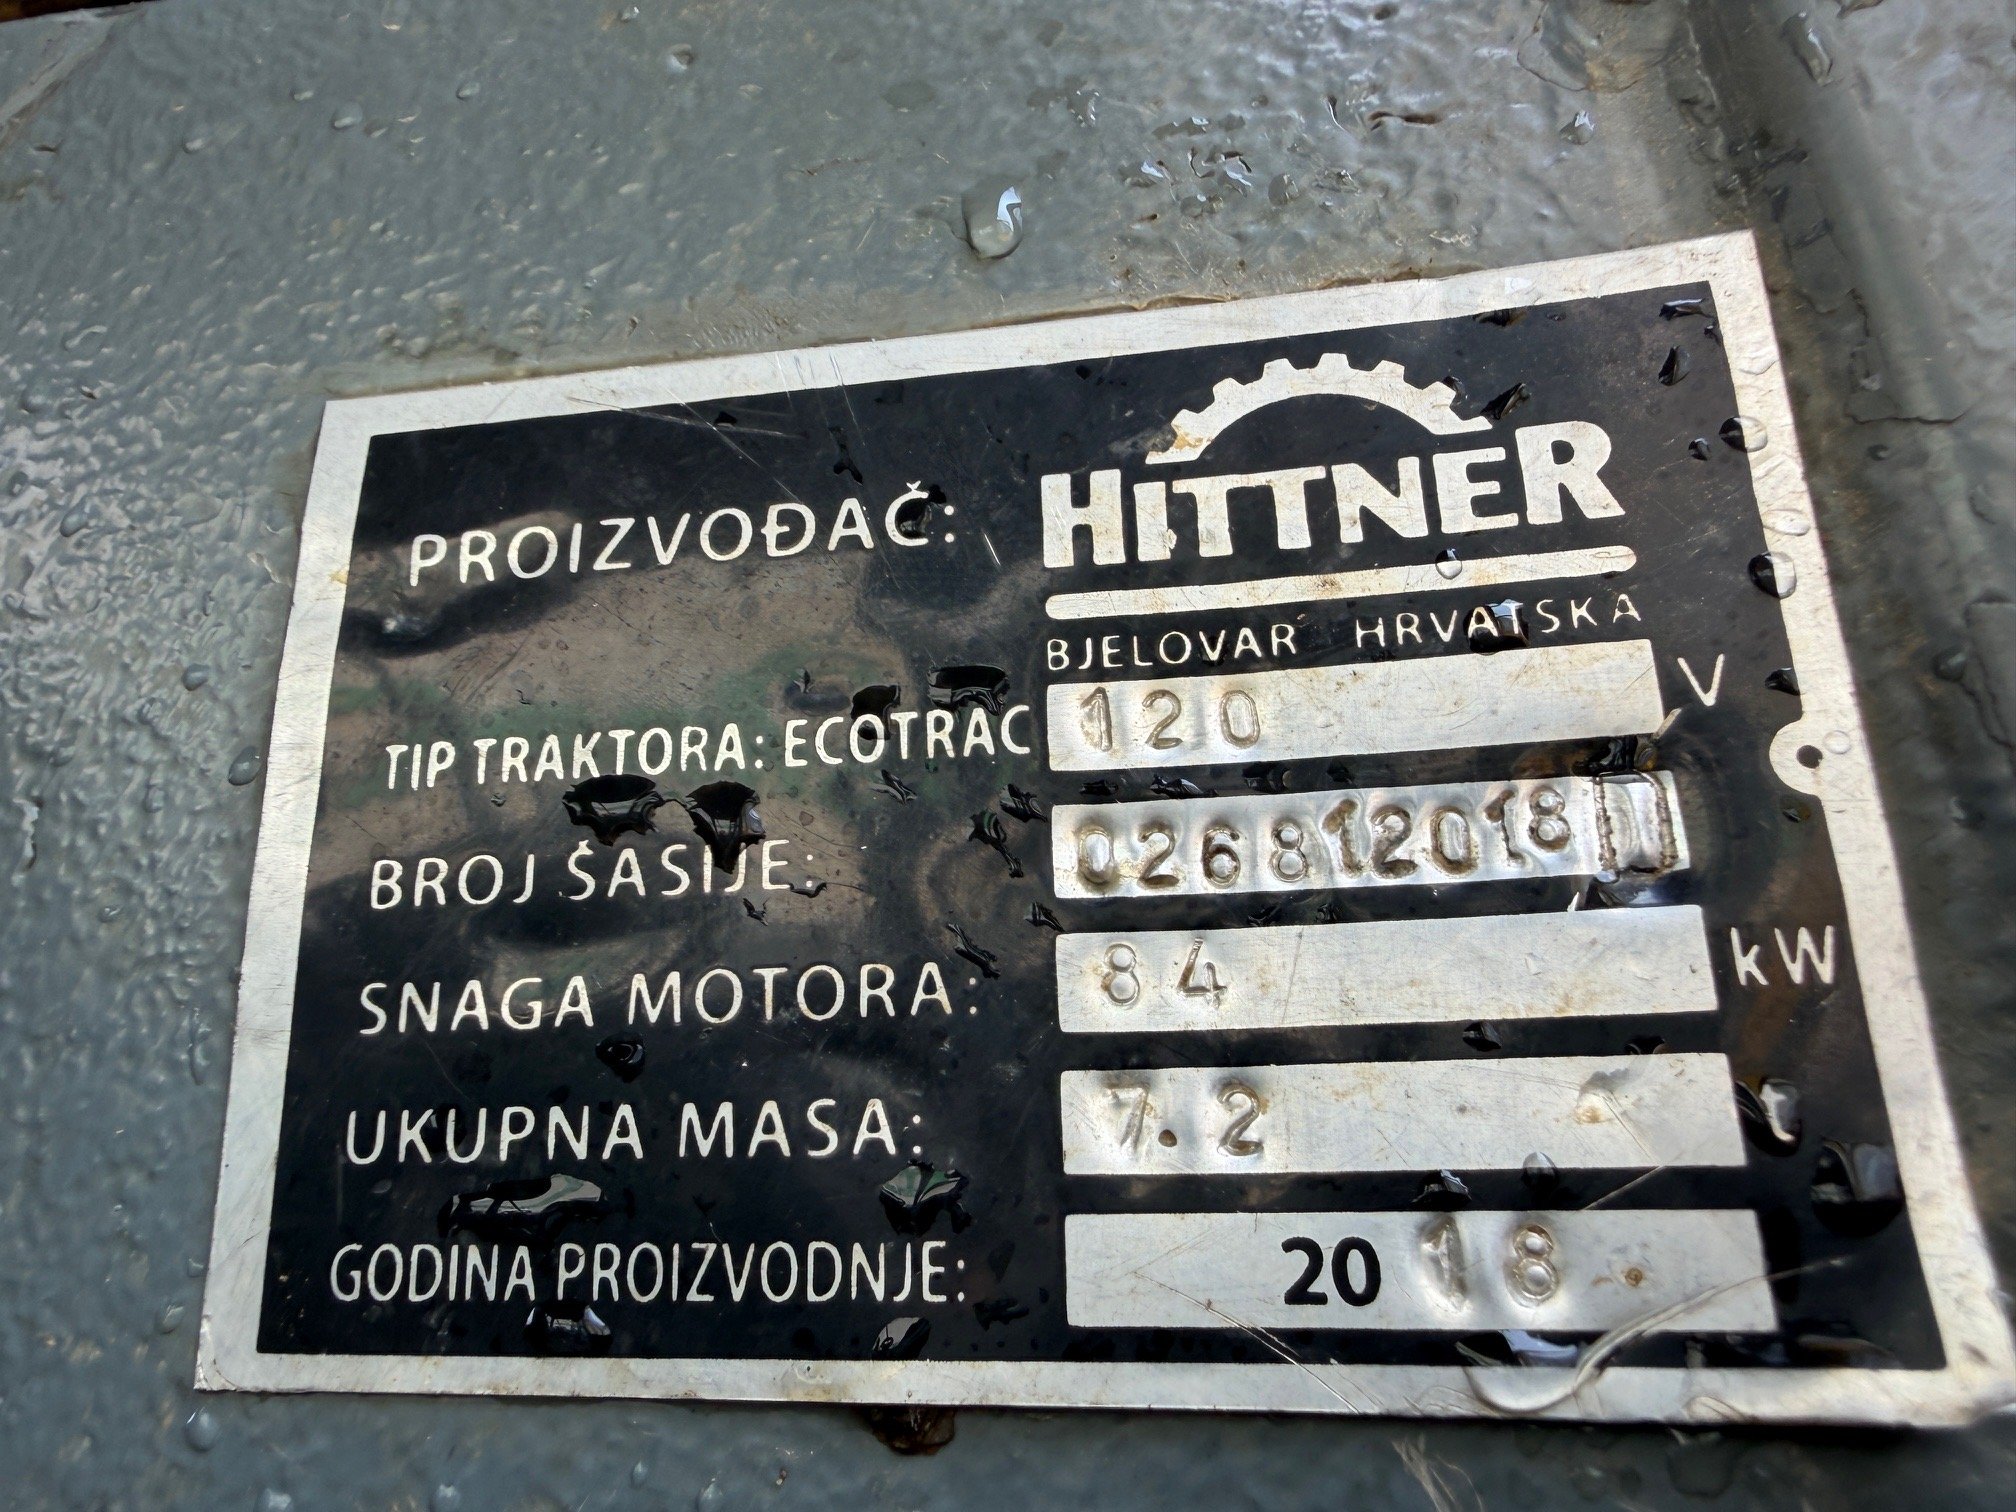 PROIZVOĐAČ: HITTNER
BJELOVAR HRVATSKA
TIP TRAKTORA: ECOTRAC 120 V
BROJ ŠASIJE: 026812018
SNAGA MOTORA: 84 kW
UKUPNA MASA: 7.2 t
GODINA PROIZVODNJE: 2018